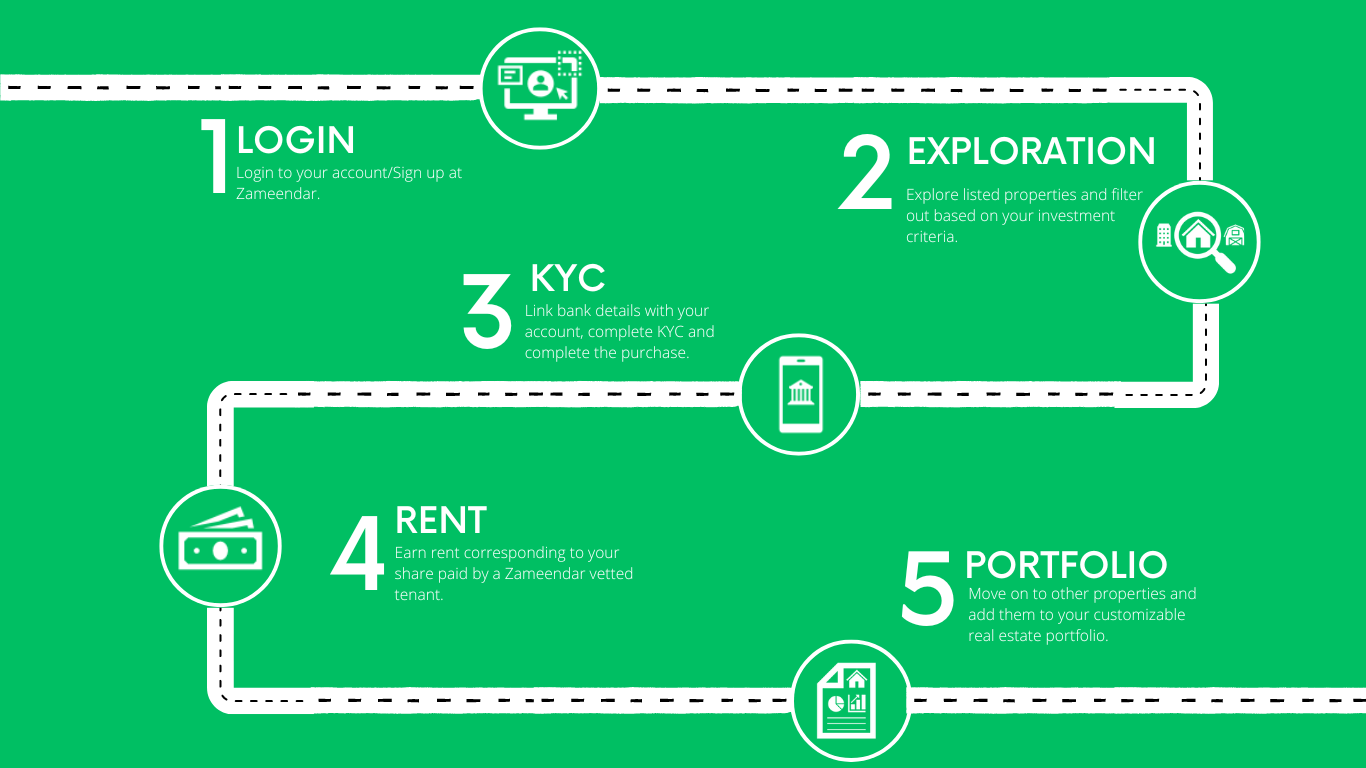 1
LOGIN
Login to your account/Sign up at
Zameendar.
2
EXPLORATION
Explore listed properties and filter
out based on your investment
criteria.
3
KYC
Link bank details with your
account, complete KYC and
complete the purchase.
4
RENT
Earn rent corresponding to your
share paid by a Zameendar vetted
tenant.
5
PORTFOLIO
Move on to other properties and
add them to your customizable
real estate portfolio.